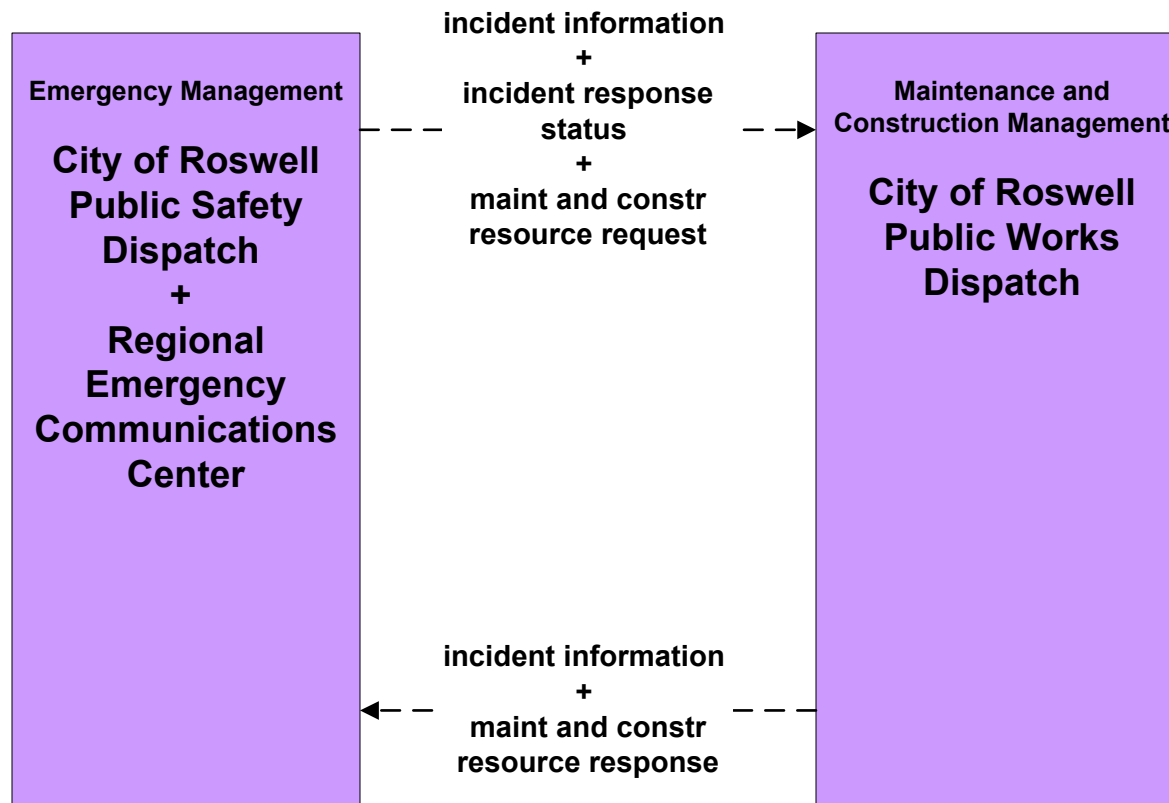 Emergency Management
City of Roswell
Public Safety
Dispatch
+
Regional
Emergency
Communications
Center
incident information
+
incident response
status
+
maint and constr
resource request
Maintenance and
Construction Management
City of Roswell
Public Works
Dispatch
incident information
+
maint and constr
resource response